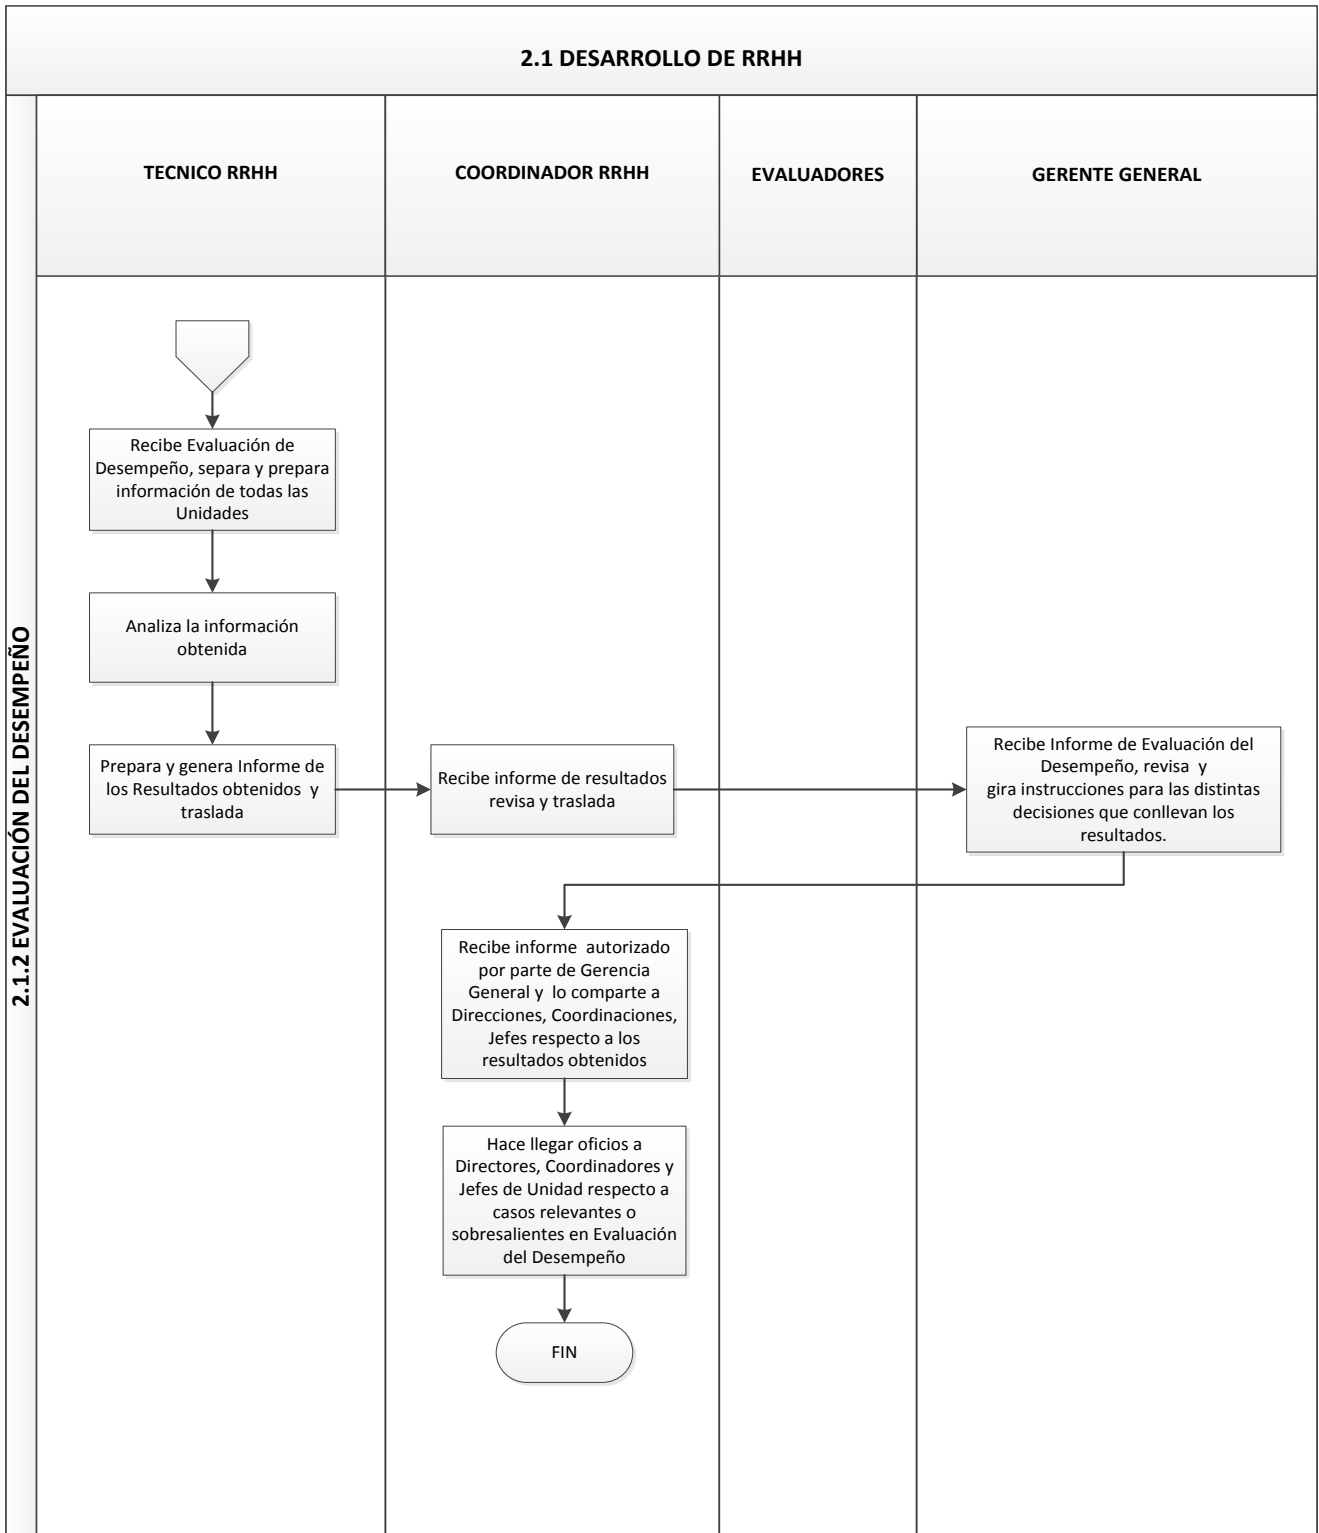 2.1 DESARROLLO DE RRHH
TECNICO RRHH
COORDINADOR RRHH
EVALUADORES
GERENTE GENERAL
2.1.2 EVALUACIÓN DEL DESEMPEÑO
Recibe Evaluación de
Desempeño, separa y prepara
información de todas las
Unidades
Analiza la información
obtenida
Prepara y genera Informe de
los Resultados obtenidos y
traslada
Recibe informe de resultados
revisa y traslada
Recibe Informe de Evaluación del
Desempeño, revisa y
gira instrucciones para las distintas
decisiones que conllevan los
resultados.
Recibe informe autorizado
por parte de Gerencia
General y lo comparte a
Direcciones, Coordinaciones,
Jefes respecto a los
resultados obtenidos
Hace llegar oficios a
Directores, Coordinadores y
Jefes de Unidad respecto a
casos relevantes o
sobresalientes en Evaluación
del Desempeño
FIN